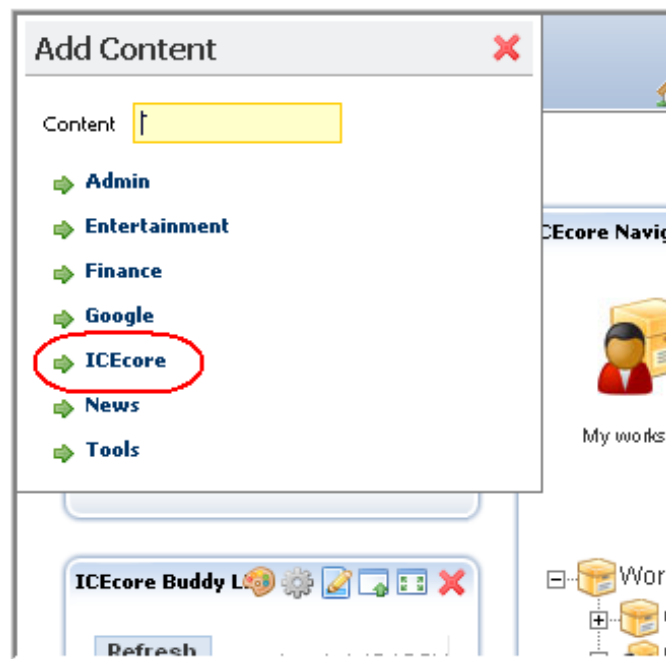 Add Content
Content
Admin
Entertainment
Finance
Google
ICEcore
News
Tools
CEcore Navig
My works
ICEcore Buddy L
Wor
Refresh